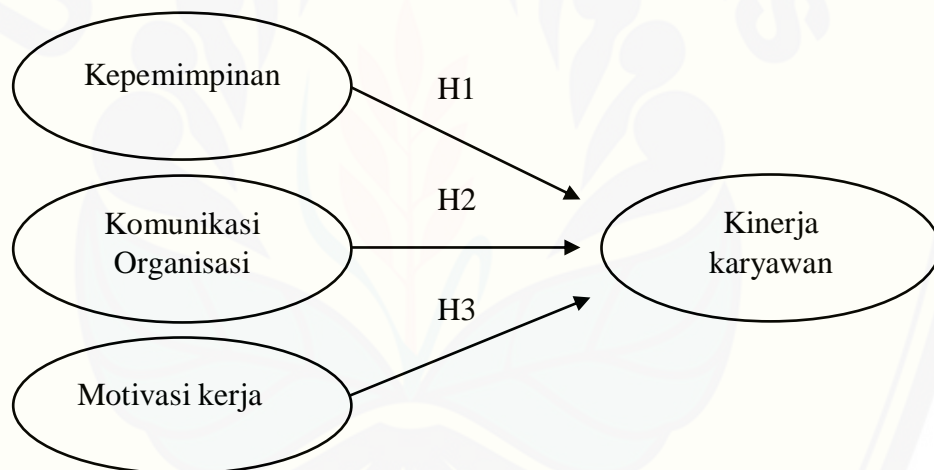 Kepemimpinan
H1
Komunikasi
Organisasi
H2
Kinerja
karyawan
H3
Motivasi kerja